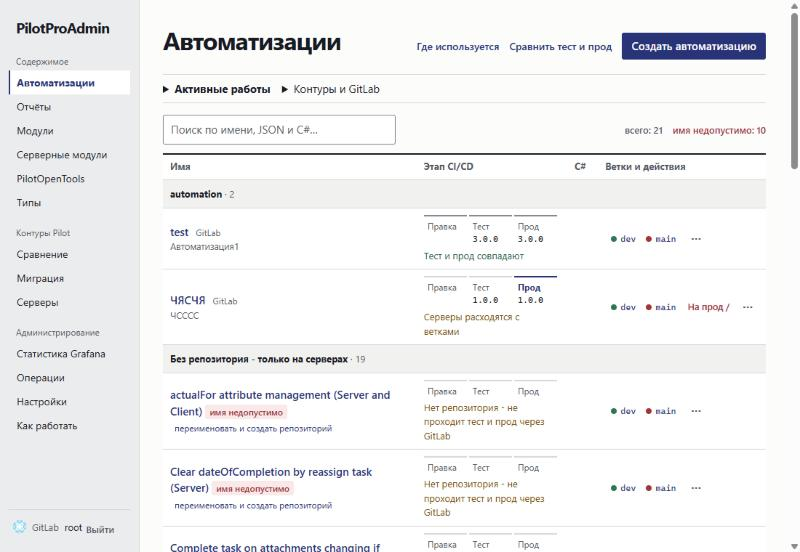 PilotProAdmin
Содержимое
Автоматизации
Отчёты
Модули
Серверные модули
PilotOpenTools
Типы
Контуры Pilot
Сравнение
Миграция
Серверы
Администрирование
Статистика Grafana
Операции
Настройки
Как работать
GitLab root Выйти
Автоматизации
Где используется Сравнить тест и прод Создать автоматизацию
▶ Активные работы ▶ Контуры и GitLab
Поиск по имени, JSON и C#...
всего: 21 имя недопустимо: 10
Имя Этап CI/CD C# Ветки и действия
automation · 2
test GitLab
Автоматизация1
Правка Тест Прод
3.0.0 3.0.0
Тест и прод совпадают
dev main ···
ЧЯСЧЯ GitLab
ЧСССС
Правка Тест Прод
1.0.0 1.0.0
Серверы расходятся с
ветками
dev main На прод / ···
Без репозитория - только на серверах · 19
actualFor attribute management (Server and
Client) имя недопустимо
переименовать и создать репозиторий
Правка Тест Прод
Нет репозитория - не
проходит тест и прод через
GitLab
dev main ···
Clear dateOfCompletion by reassign task
(Server) имя недопустимо
переименовать и создать репозиторий
Правка Тест Прод
Нет репозитория - не
проходит тест и прод через
GitLab
dev main ···
Complete task on attachments changing if
Правка Тест Прод